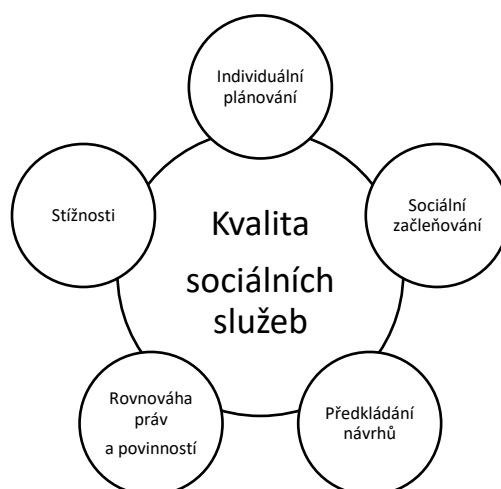 Individuální
plánování
Stížnosti
Sociální
začleňování
Kvalita
sociálních
služeb
Rovnováha
práv
a povinností
Předkládání
návrhů